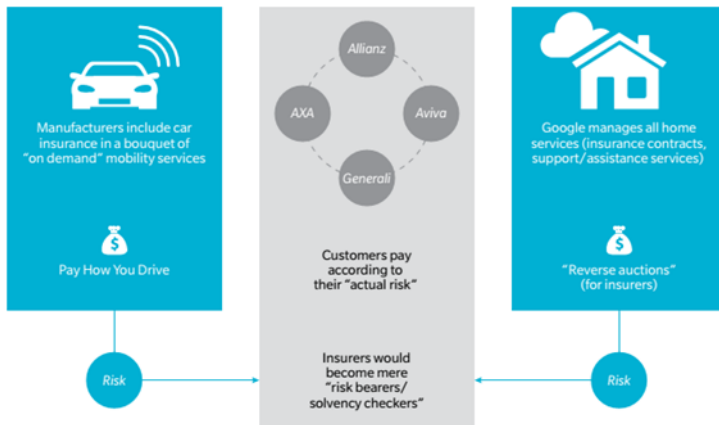 Manufacturers include car
insurance in a bouquet of
“on demand” mobility services
$
Pay How You Drive
Risk
Allianz
AXA
Aviva
Generali
Customers pay
according to
their “actual risk”
Insurers would
become mere
“risk bearers/
solvency checkers”
Google manages all home
services (insurance contracts,
support/assistance services)
$
“Reverse auctions”
(for insurers)
Risk